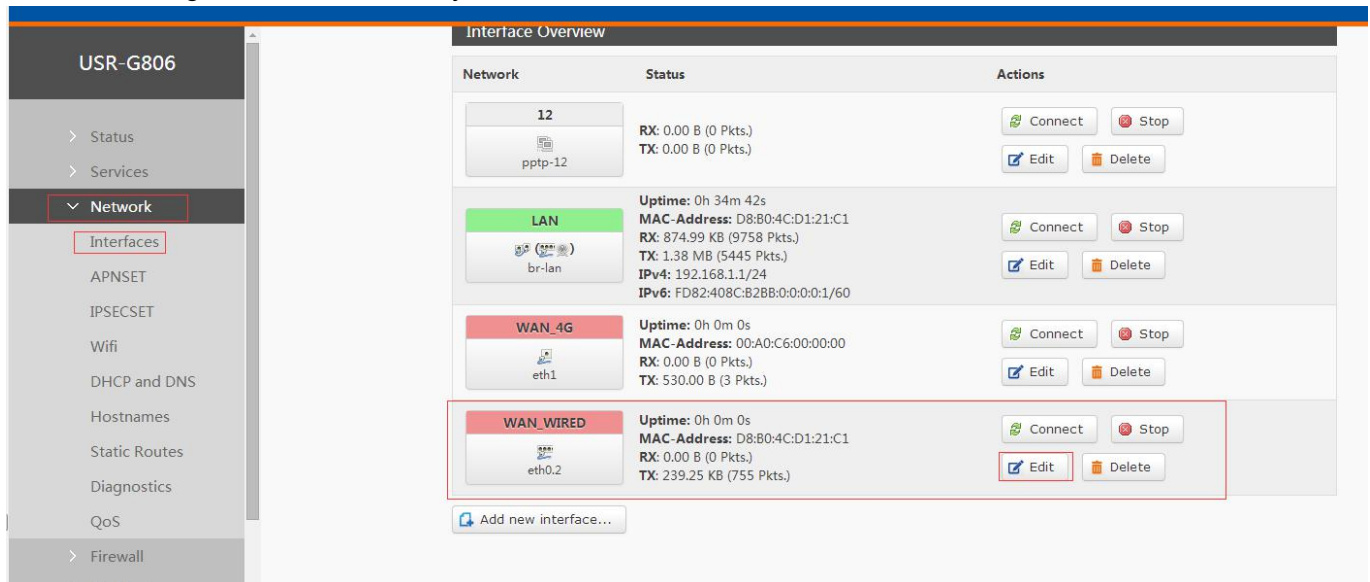 Interface Overview
USR-G806
Status
Services
Network
Interfaces
APNSET
IPSECSET
Wifi
DHCP and DNS
Hostnames
Static Routes
Diagnostics
QoS
Firewall
Network Status Actions
12
pptp-12
RX: 0.00 B (0 Pkts.)
TX: 0.00 B (0 Pkts.)
Connect Stop
Edit Delete
LAN
br-lan
Uptime: 0h 34m 42s
MAC-Address: D8:B0:4C:D1:21:C1
RX: 874.99 KB (9758 Pkts.)
TX: 1.38 MB (5445 Pkts.)
IPv4: 192.168.1.1/24
IPv6: FD82:408C:B2BB:0:0:0:0:1/60
Connect Stop
Edit Delete
WAN_4G
eth1
Uptime: 0h 0m 0s
MAC-Address: 00:A0:C6:00:00:00
RX: 0.00 B (0 Pkts.)
TX: 530.00 B (3 Pkts.)
Connect Stop
Edit Delete
WAN_WIRED
eth0.2
Uptime: 0h 0m 0s
MAC-Address: D8:B0:4C:D1:21:C1
RX: 0.00 B (0 Pkts.)
TX: 239.25 KB (755 Pkts.)
Connect Stop
Edit Delete
Add new interface...